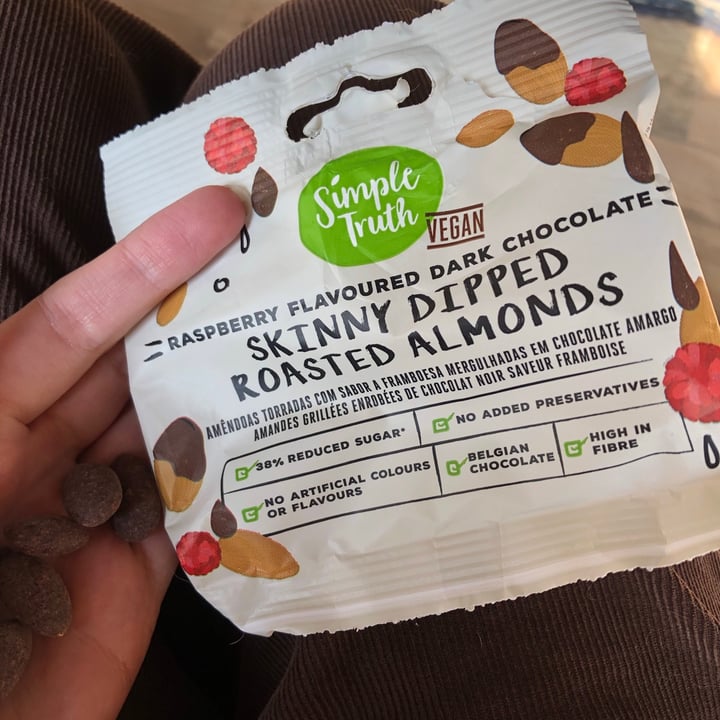 Simple
Truth
VEGAN
RASPBERRY FLAVOURED DARK CHOCOLATE
SKINNY DIPPED
ROASTED ALMONDS
AMÊNDOAS TORRADAS COM SABOR A FRAMBOESA MERGULHADAS EM CHOCOLATE AMARGO
AMANDES GRILLÉES ENROBÉES DE CHOCOLAT NOIR SAVEUR FRAMBOISE
38% REDUCED SUGAR*
NO ADDED PRESERVATIVES
NO ARTIFICIAL COLOURS
OR FLAVOURS
BELGIAN
CHOCOLATE
HIGH IN
FIBRE